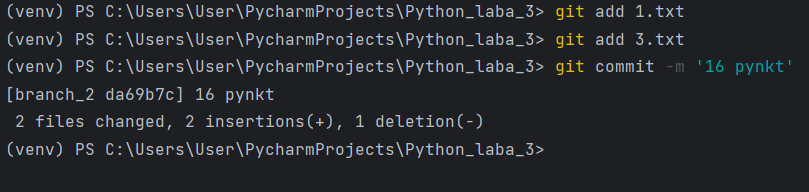 (venv) PS C:\Users\User\PycharmProjects\Python_laba_3> git add 1.txt
(venv) PS C:\Users\User\PycharmProjects\Python_laba_3> git add 3.txt
(venv) PS C:\Users\User\PycharmProjects\Python_laba_3> git commit -m '16 pynkt'
[branch_2 da69b7c] 16 pynkt
 2 files changed, 2 insertions(+), 1 deletion(-)
(venv) PS C:\Users\User\PycharmProjects\Python_laba_3>